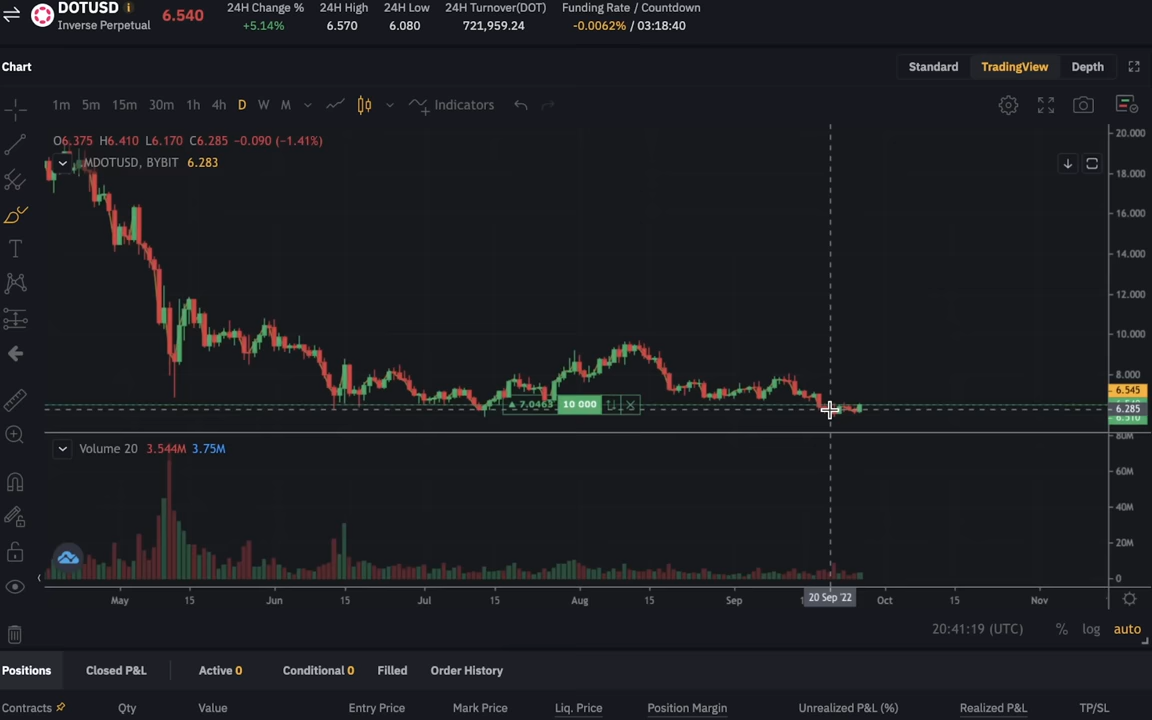 DOTUSD i
Inverse Perpetual
6.540
24H Change %
+5.14%
24H High
6.570
24H Low
6.080
24H Turnover(DOT)
721,959.24
Funding Rate / Countdown
-0.0062% / 03:18:40
Chart
Standard TradingView Depth
1m 5m 15m 30m 1h 4h D W M Indicators
O6.375 H6.410 L6.170 C6.285 −0.090 (−1.41%)
MDOTUSD, BYBIT 6.283
20.000
18.000
16.000
14.000
12.000
10.000
8.000
6.545
6.285
▲ 7.0463 10 000
Volume 20 3.544M 3.75M
80M
60M
40M
20M
0
May 15 Jun 15 Jul 15 Aug 15 Sep 20 Sep '22 Oct 15 Nov
20:41:19 (UTC) % log auto
Positions Closed P&L Active 0 Conditional 0 Filled Order History
Contracts Qty Value Entry Price Mark Price Liq. Price Position Margin Unrealized P&L (%) Realized P&L TP/SL